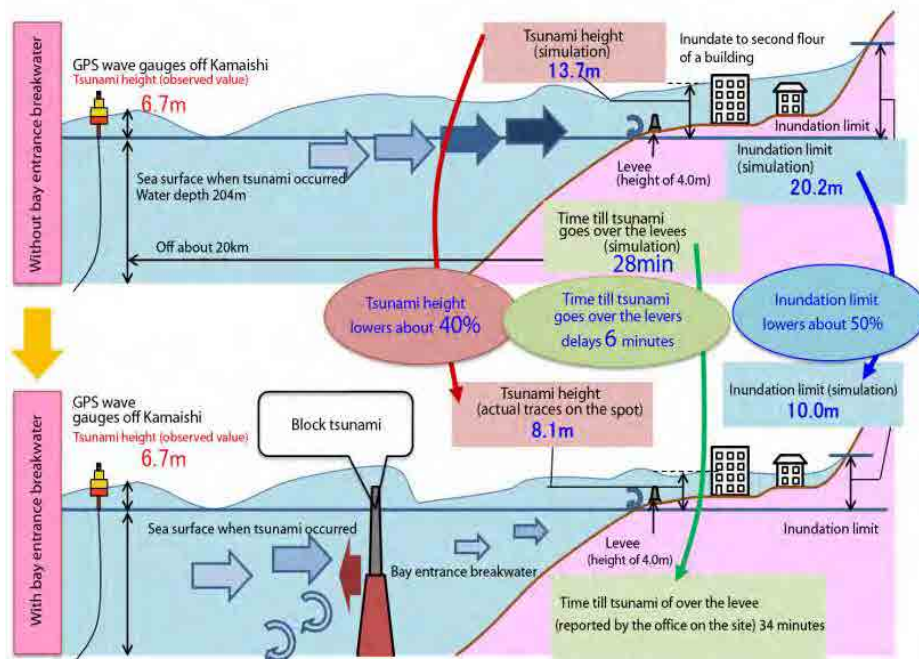 Without bay entrance breakwater
GPS wave gauges off Kamaishi
Tsunami height (observed value)
6.7m
Sea surface when tsunami occurred
Water depth 204m
Off about 20km
Tsunami height
(simulation)
13.7m
Inundate to second flour
of a building
Levee
(height of 4.0m)
Inundation limit
Inundation limit
(simulation)
20.2m
Time till tsunami
goes over the levees
(simulation)
28min
Tsunami height
lowers about 40%
Time till tsunami
goes over the levers
delays 6 minutes
Inundation limit
lowers about 50%
With bay entrance breakwater
GPS wave
gauges off Kamaishi
Tsunami height (observed value)
6.7m
Block tsunami
Tsunami height
(actual traces on the spot)
8.1m
Inundation limit (simulation)
10.0m
Sea surface when tsunami occurred
Bay entrance breakwater
Levee
(height of 4.0m)
Inundation limit
Time till tsunami of over the levee
(reported by the office on the site) 34 minutes